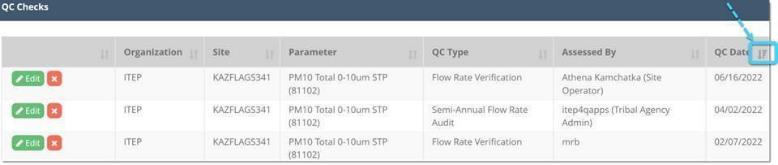 QC Checks
Organization Site Parameter QC Type Assessed By QC Date
Edit x ITEP KAZFLAGS341 PM10 Total 0-10um STP Flow Rate Verification Athena Kamchatka (Site 06/16/2022
(81102) Operator)
Edit x ITEP KAZFLAGS341 PM10 Total 0-10um STP Semi-Annual Flow Rate itep4qapps (Tribal Agency 04/02/2022
(81102) Audit Admin)
Edit x ITEP KAZFLAGS341 PM10 Total 0-10um STP Flow Rate Verification mrb 02/07/2022
(81102)